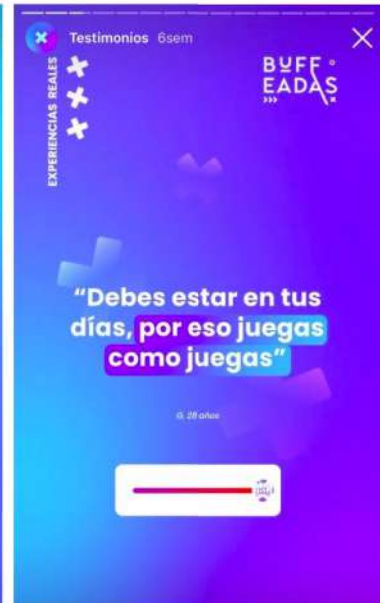 Testimonios 6sem
EXPERIENCIAS REALES
BUFF
EADAS
“Debes estar en tus
días, por eso juegas
como juegas”
G, 28 años